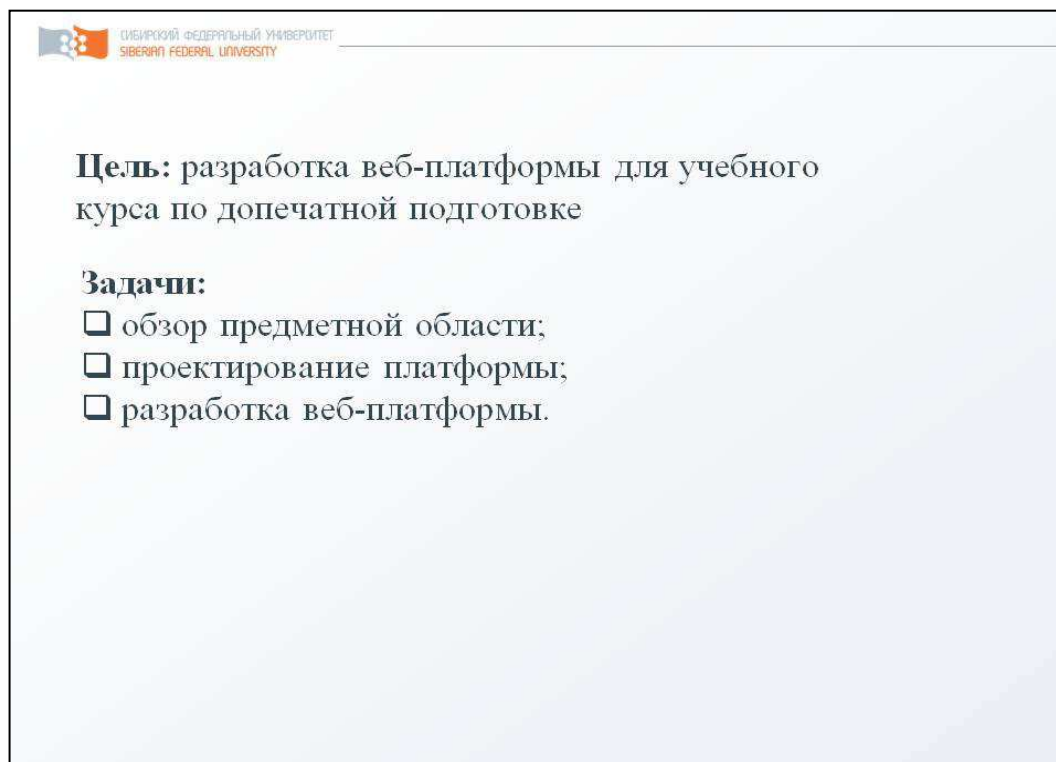 СИБИРСКИЙ ФЕДЕРАЛЬНЫЙ УНИВЕРСИТЕТ
SIBERIAN FEDERAL UNIVERSITY
Цель: разработка веб-платформы для учебного
курса по допечатной подготовке
Задачи:
❑ обзор предметной области;
❑ проектирование платформы;
❑ разработка веб-платформы.